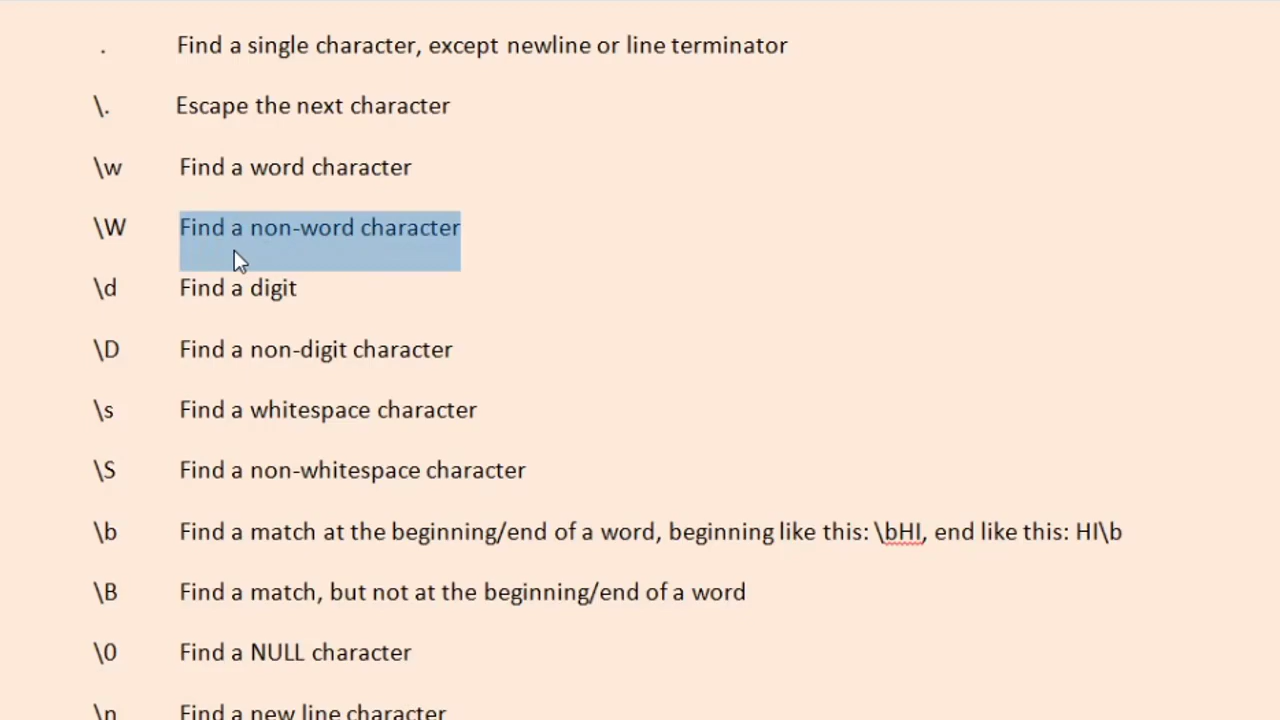 . Find a single character, except newline or line terminator
\. Escape the next character
\w Find a word character
\W Find a non-word character
\d Find a digit
\D Find a non-digit character
\s Find a whitespace character
\S Find a non-whitespace character
\b Find a match at the beginning/end of a word, beginning like this: \bHI, end like this: HI\b
\B Find a match, but not at the beginning/end of a word
\0 Find a NULL character
\n Find a new line character